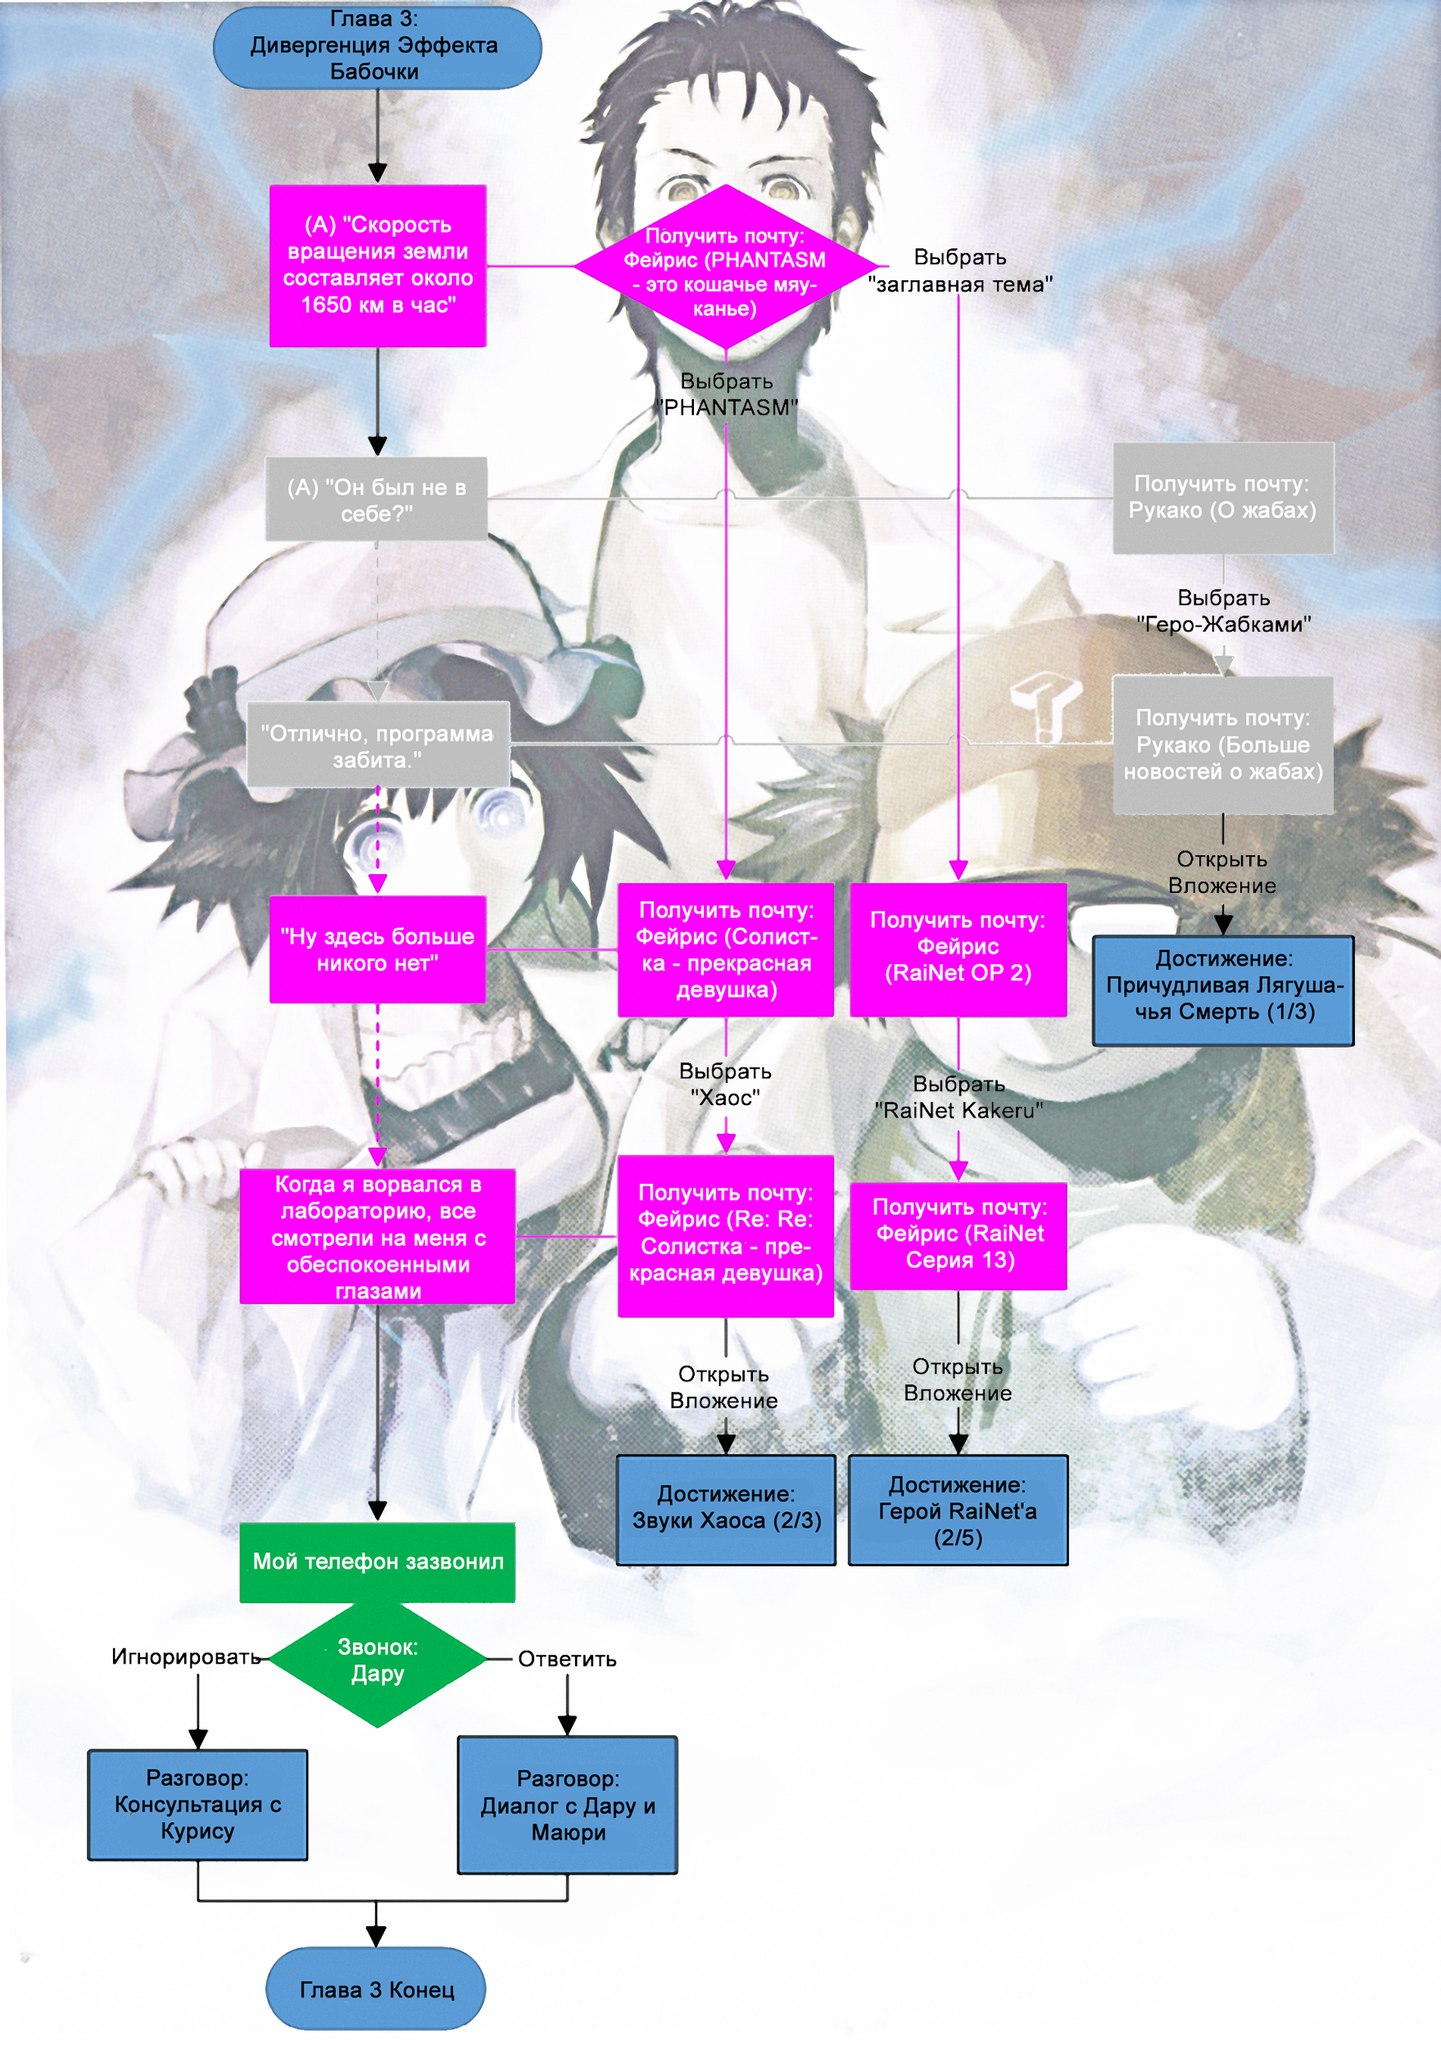 Глава 3:
Дивергенция Эффекта
Бабочки
(А) "Скорость
вращения земли
составляет около
1650 км в час"
Получить почту:
Фейрис (PHANTASM
- это кошачье мяу-
канье)
Выбрать
"заглавная тема"
Выбрать
"PHANTASM"
(А) "Он был не в
себе?"
Получить почту:
Рукако (О жабах)
Выбрать
"Геро-Жабками"
"Отлично, программа
забита."
Получить почту:
Рукако (Больше
новостей о жабах)
Открыть
Вложение
"Ну здесь больше
никого нет"
Получить почту:
Фейрис (Солист-
ка - прекрасная
девушка)
Получить почту:
Фейрис
(RaiNet OP 2)
Достижение:
Причудливая Лягуша-
чья Смерть (1/3)
Выбрать
"Хаос"
Выбрать
"RaiNet Kakeru"
Когда я ворвался в
лабораторию, все
смотрели на меня с
обеспокоенными
глазами
Получить почту:
Фейрис (Re: Re:
Солистка - пре-
красная девушка)
Получить почту:
Фейрис (RaiNet
Серия 13)
Открыть
Вложение
Открыть
Вложение
Достижение:
Звуки Хаоса (2/3)
Достижение:
Герой RaiNet'a
(2/5)
Мой телефон зазвонил
Звонок:
Дару
Игнорировать
Ответить
Разговор:
Консультация с
Курису
Разговор:
Диалог с Дару и
Маюри
Глава 3 Конец